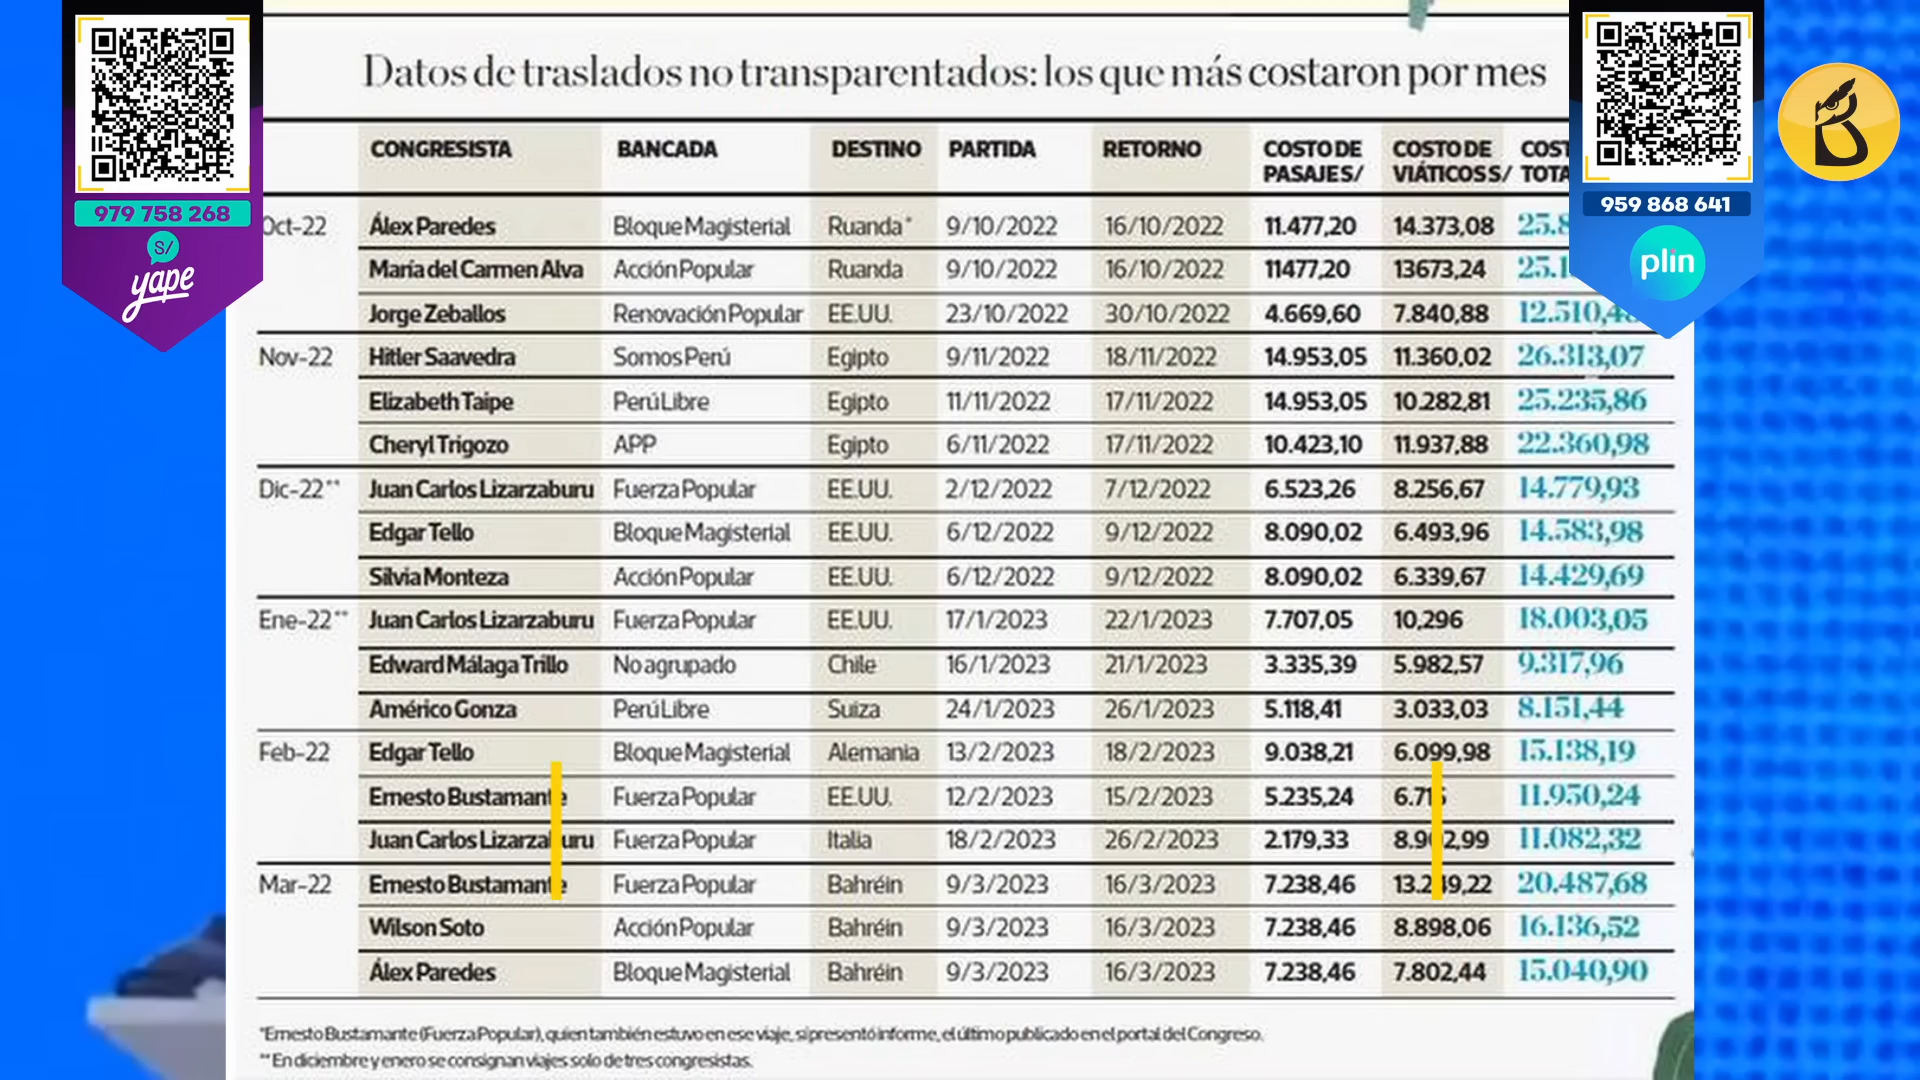 Datos de traslados no transparentados: los que más costaron por mes
CONGRESISTA BANCADA DESTINO PARTIDA RETORNO COSTO DE PASAJES/ COSTO DE VIÁTICOS S/
Oct-22 Álex Paredes Bloque Magisterial Ruanda* 9/10/2022 16/10/2022 11.477,20 14.373,08
María del Carmen Alva Acción Popular Ruanda 9/10/2022 16/10/2022 11477,20 13673,24
Jorge Zeballos Renovación Popular EE.UU. 23/10/2022 30/10/2022 4.669,60 7.840,88 12.510,48
Nov-22 Hitler Saavedra Somos Perú Egipto 9/11/2022 18/11/2022 14.953,05 11.360,02 26.313,07
Elizabeth Taipe Perú Libre Egipto 11/11/2022 17/11/2022 14.953,05 10.282,81 25.235,86
Cheryl Trigozo APP Egipto 6/11/2022 17/11/2022 10.423,10 11.937,88 22.360,98
Dic-22** Juan Carlos Lizarzaburu Fuerza Popular EE.UU. 2/12/2022 7/12/2022 6.523,26 8.256,67 14.779,93
Edgar Tello Bloque Magisterial EE.UU. 6/12/2022 9/12/2022 8.090,02 6.493,96 14.583,98
Silvia Monteza Acción Popular EE.UU. 6/12/2022 9/12/2022 8.090,02 6.339,67 14.429,69
Ene-22** Juan Carlos Lizarzaburu Fuerza Popular EE.UU. 17/1/2023 22/1/2023 7.707,05 10,296 18.003,05
Edward Málaga Trillo No agrupado Chile 16/1/2023 21/1/2023 3.335,39 5.982,57 9.317,96
Américo Gonza Perú Libre Suiza 24/1/2023 26/1/2023 5.118,41 3.033,03 8.151,44
Feb-22 Edgar Tello Bloque Magisterial Alemania 13/2/2023 18/2/2023 9.038,21 6.099,98 15.138,19
Ernesto Bustamante Fuerza Popular EE.UU. 12/2/2023 15/2/2023 5.235,24 6.715 11.950,24
Juan Carlos Lizarzaburu Fuerza Popular Italia 18/2/2023 26/2/2023 2.179,33 8.902,99 11.082,32
Mar-22 Ernesto Bustamante Fuerza Popular Bahréin 9/3/2023 16/3/2023 7.238,46 13.249,22 20.487,68
Wilson Soto Acción Popular Bahréin 9/3/2023 16/3/2023 7.238,46 8.898,06 16.136,52
Álex Paredes Bloque Magisterial Bahréin 9/3/2023 16/3/2023 7.238,46 7.802,44 15.040,90
*Ernesto Bustamante (Fuerza Popular), quien también estuvo en ese viaje, sí presentó informe, el último publicado en el portal del Congreso.
**En diciembre y enero se consignan viajes solo de tres congresistas.
979 758 268
S/
yape
959 868 641
plin
B